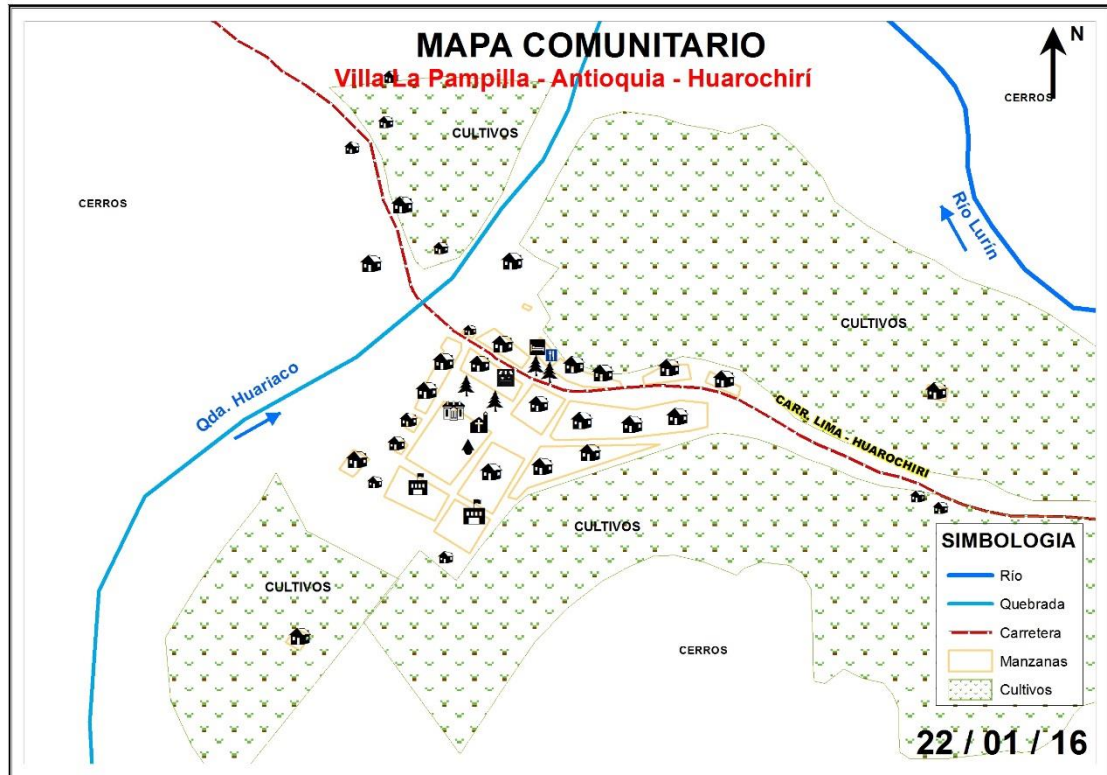 MAPA COMUNITARIO
Villa La Pampilla - Antioquia - Huarochirí
N
CERROS
CULTIVOS
CERROS
Río Lurín
CULTIVOS
Qda. Huariaco
CARR. LIMA - HUAROCHIRI
CULTIVOS
CULTIVOS
CERROS
SIMBOLOGIA
Río
Quebrada
Carretera
Manzanas
Cultivos
22 / 01 / 16